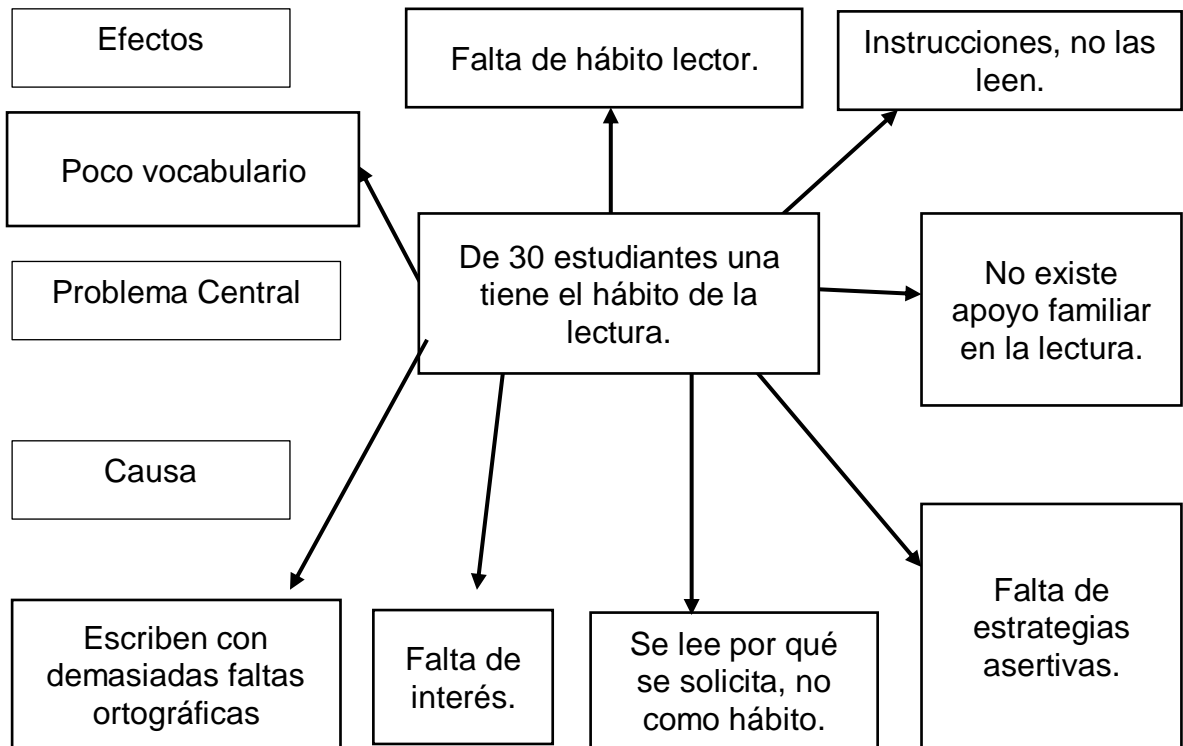 Efectos
Falta de hábito lector.
Instrucciones, no las
leen.
Poco vocabulario
De 30 estudiantes una
tiene el hábito de la
lectura.
Problema Central
No existe
apoyo familiar
en la lectura.
Causa
Escriben con
demasiadas faltas
ortográficas
Falta de
interés.
Se lee por qué
se solicita, no
como hábito.
Falta de
estrategias
asertivas.